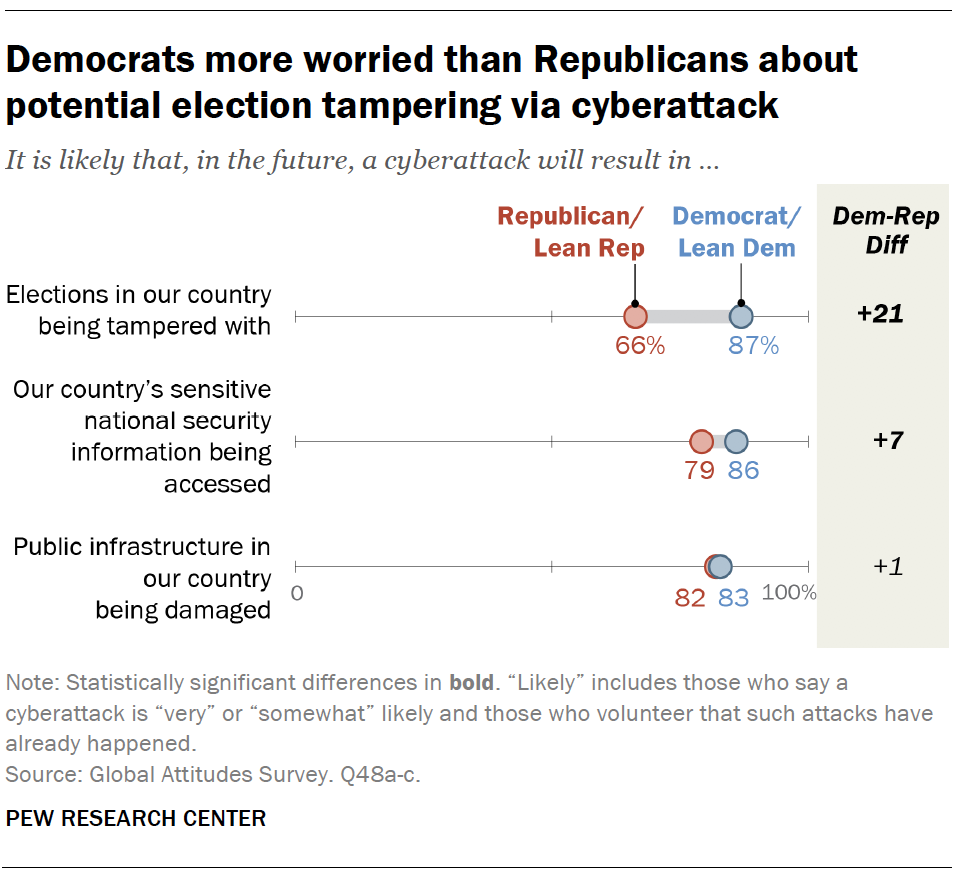 Democrats more worried than Republicans about
potential election tampering via cyberattack
It is likely that, in the future, a cyberattack will result in ...
Republican/
Lean Rep
Democrat/
Lean Dem
Dem-Rep
Diff
Elections in our country
being tampered with
66%
87%
+21
Our country's sensitive
national security
information being
accessed
79
86
+7
Public infrastructure in
our country
being damaged
0
82
83
100%
+1
Note: Statistically significant differences in bold. “Likely” includes those who say a
cyberattack is “very” or “somewhat” likely and those who volunteer that such attacks have
already happened.
Source: Global Attitudes Survey. Q48a-c.
PEW RESEARCH CENTER